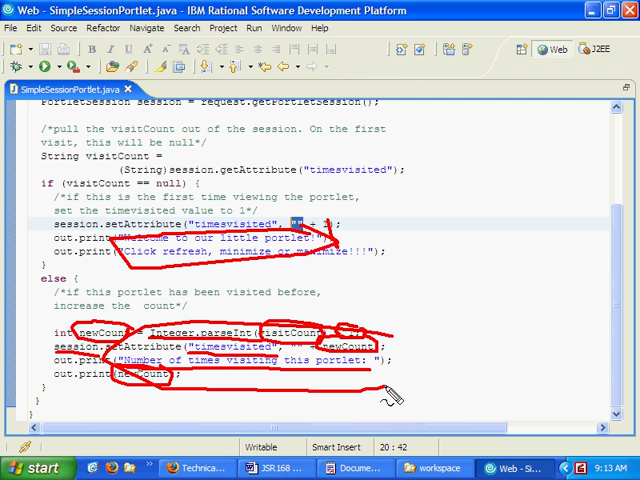 Web - SimpleSessionPortlet.java - IBM Rational Software Development Platform
File Edit Source Refactor Navigate Search Project Run Window Help
Web J2EE
SimpleSessionPortlet.java
PortletSession session = request.getPortletSession();
/*pull the visitCount out of the session. On the first
visit, this will be null*/
String visitCount =
(String)session.getAttribute("timesvisited");
if (visitCount == null) {
/*if this is the first time viewing the portlet,
set the timevisited value to 1*/
session.setAttribute("timesvisited", "" + 1);
out.print("Welcome to our little portlet!");
out.print("Click refresh, minimize or maximize!!!");
}
else {
/*if this portlet has been visited before,
increase the count*/
int newCount = Integer.parseInt(visitCount)
session.setAttribute("timesvisited", "" + newCount);
out.print("Number of times visiting this portlet: ");
out.print(newCount);
}
}
}
Writable Smart Insert 20 : 42
start Technica... JSR168 ... Docume... workspace Web - Si... 9:13 AM